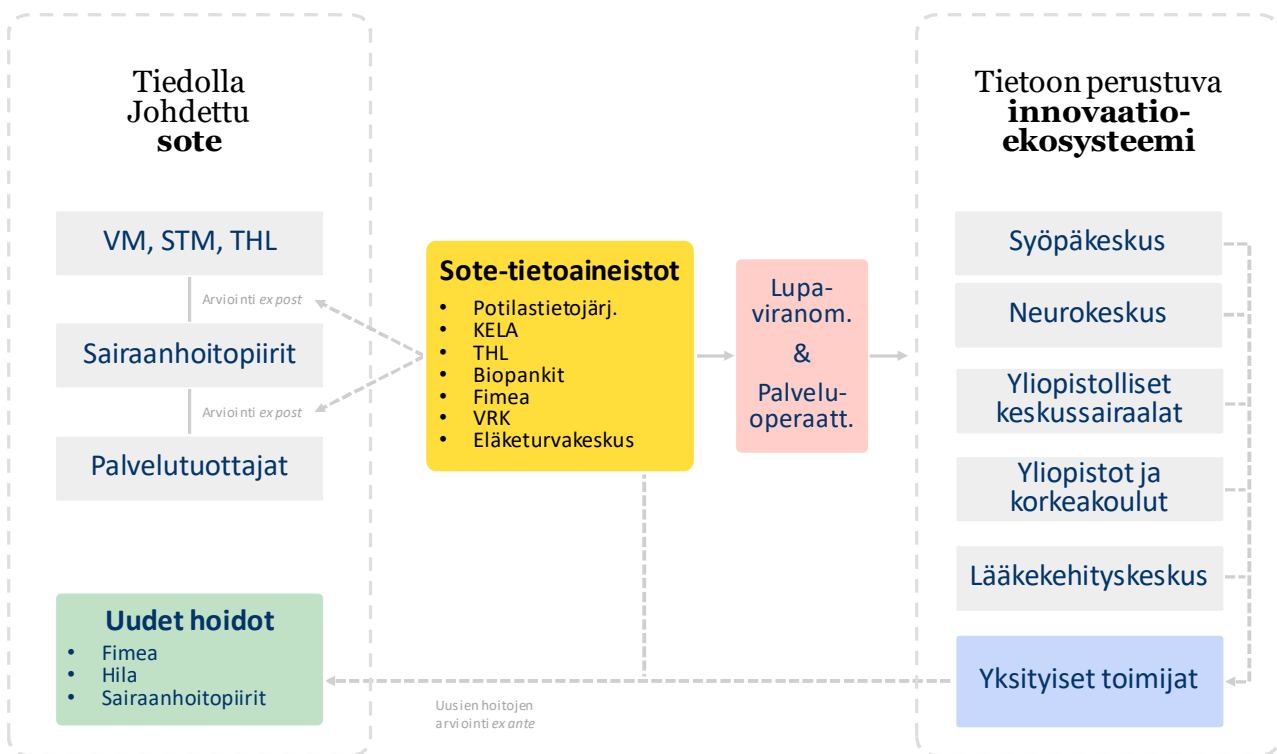 Tiedolla
Johdettu
sote
VM, STM, THL
Arviointi ex post
Sairaanhoitopiirit
Arviointi ex post
Palvelutuottajat
Uudet hoidot
• Fimea
• Hila
• Sairaanhoitopiirit
Sote-tietoaineistot
• Potilastietojärj.
• KELA
• THL
• Biopankit
• Fimea
• VRK
• Eläketurvakeskus
Lupa-
viranom.
&
Palvelu-
operaatt.
Uusien hoitojen
arviointi ex ante
Tietoon perustuva
innovaatio-
ekosysteemi
Syöpäkeskus
Neurokeskus
Yliopistolliset
keskussairaalat
Yliopistot ja
korkeakoulut
Lääkekehityskeskus
Yksityiset toimijat